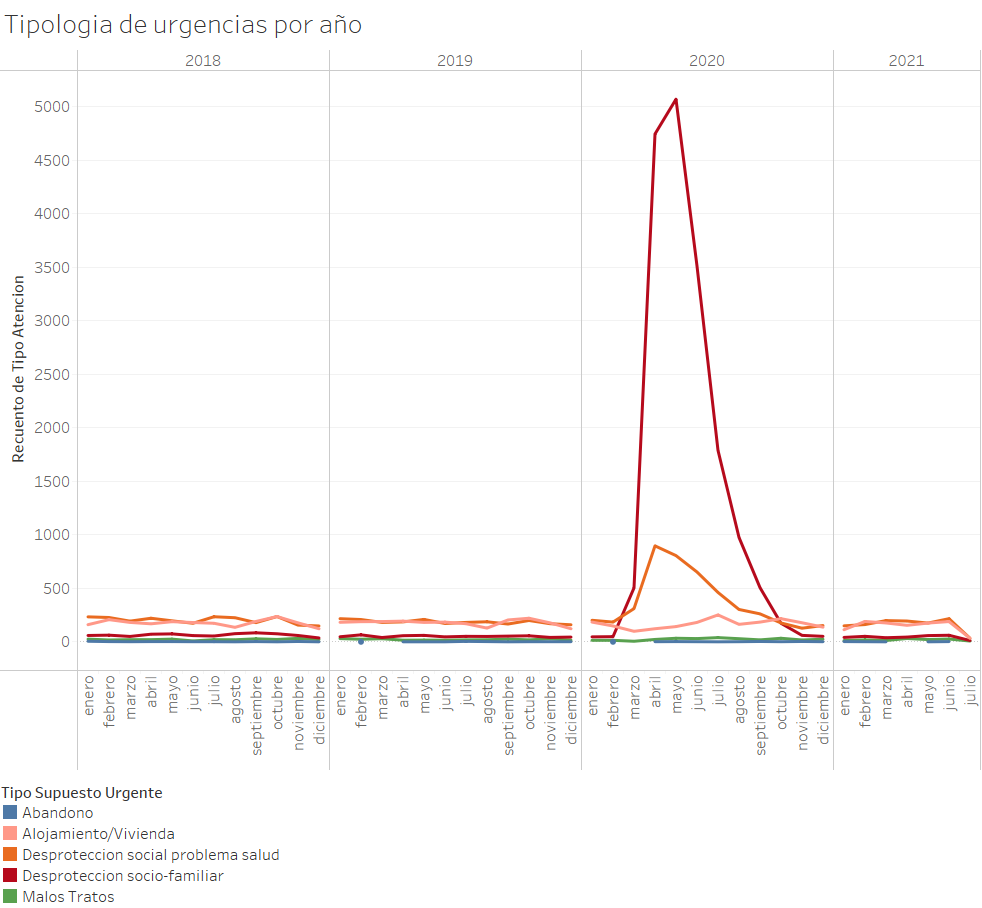 Tipologia de urgencias por año
2018 2019 2020 2021
5000
4500
4000
3500
3000
2500
2000
1500
1000
500
0
Recuento de Tipo Atencion
enero febrero marzo abril mayo junio julio agosto septiembre octubre noviembre diciembre enero febrero marzo abril mayo junio julio agosto septiembre octubre noviembre diciembre enero febrero marzo abril mayo junio julio agosto septiembre octubre noviembre diciembre enero febrero marzo abril mayo junio julio
Tipo Supuesto Urgente
Abandono
Alojamiento/Vivienda
Desproteccion social problema salud
Desproteccion socio-familiar
Malos Tratos